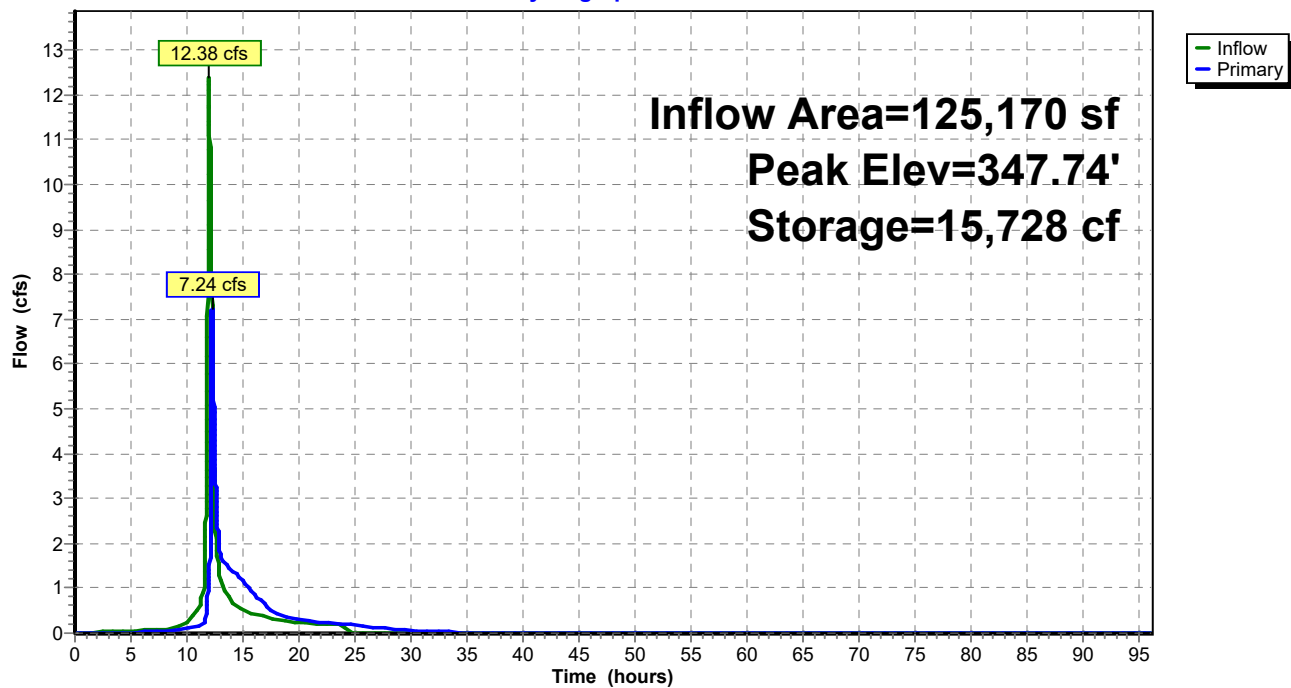 12.38 cfs
7.24 cfs
Inflow Area=125,170 sf
Peak Elev=347.74'
Storage=15,728 cf
Inflow
Primary
Flow (cfs)
13
12
11
10
9
8
7
6
5
4
3
2
1
0
0 5 10 15 20 25 30 35 40 45 50 55 60 65 70 75 80 85 90 95
Time (hours)